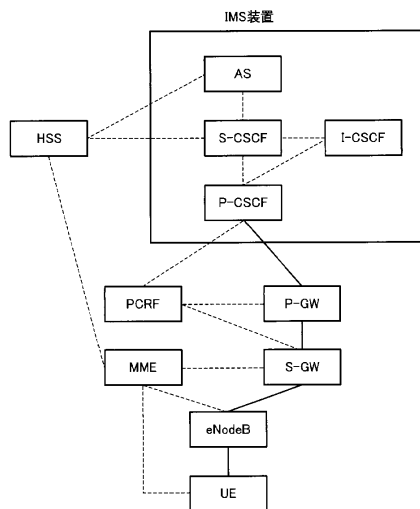 IMS装置
AS
HSS
S-CSCF
I-CSCF
P-CSCF
PCRF
P-GW
MME
S-GW
eNodeB
UE